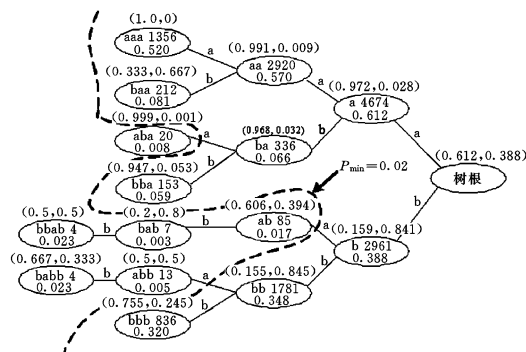 (1.0,0)
aaa 1356
0.520
a
(0.991,0.009)
aa 2920
0.570
(0.333,0.667)
baa 212
0.081
b
a
(0.972,0.028)
a 4674
0.612
(0.999,0.001)
aba 20
0.008
a
(0.968,0.032)
ba 336
0.066
b
a
(0.947,0.053)
bba 153
0.059
b
Pmin=0.02
(0.612,0.388)
树根
(0.5,0.5)
bbab 4
0.023
b
(0.2,0.8)
bab 7
0.003
b
(0.606,0.394)
ab 85
0.017
a
(0.159,0.841)
b 2961
0.388
b
(0.667,0.333)
babb 4
0.023
b
(0.5,0.5)
abb 13
0.005
a
(0.155,0.845)
bb 1781
0.348
b
(0.755,0.245)
bbb 836
0.320
b